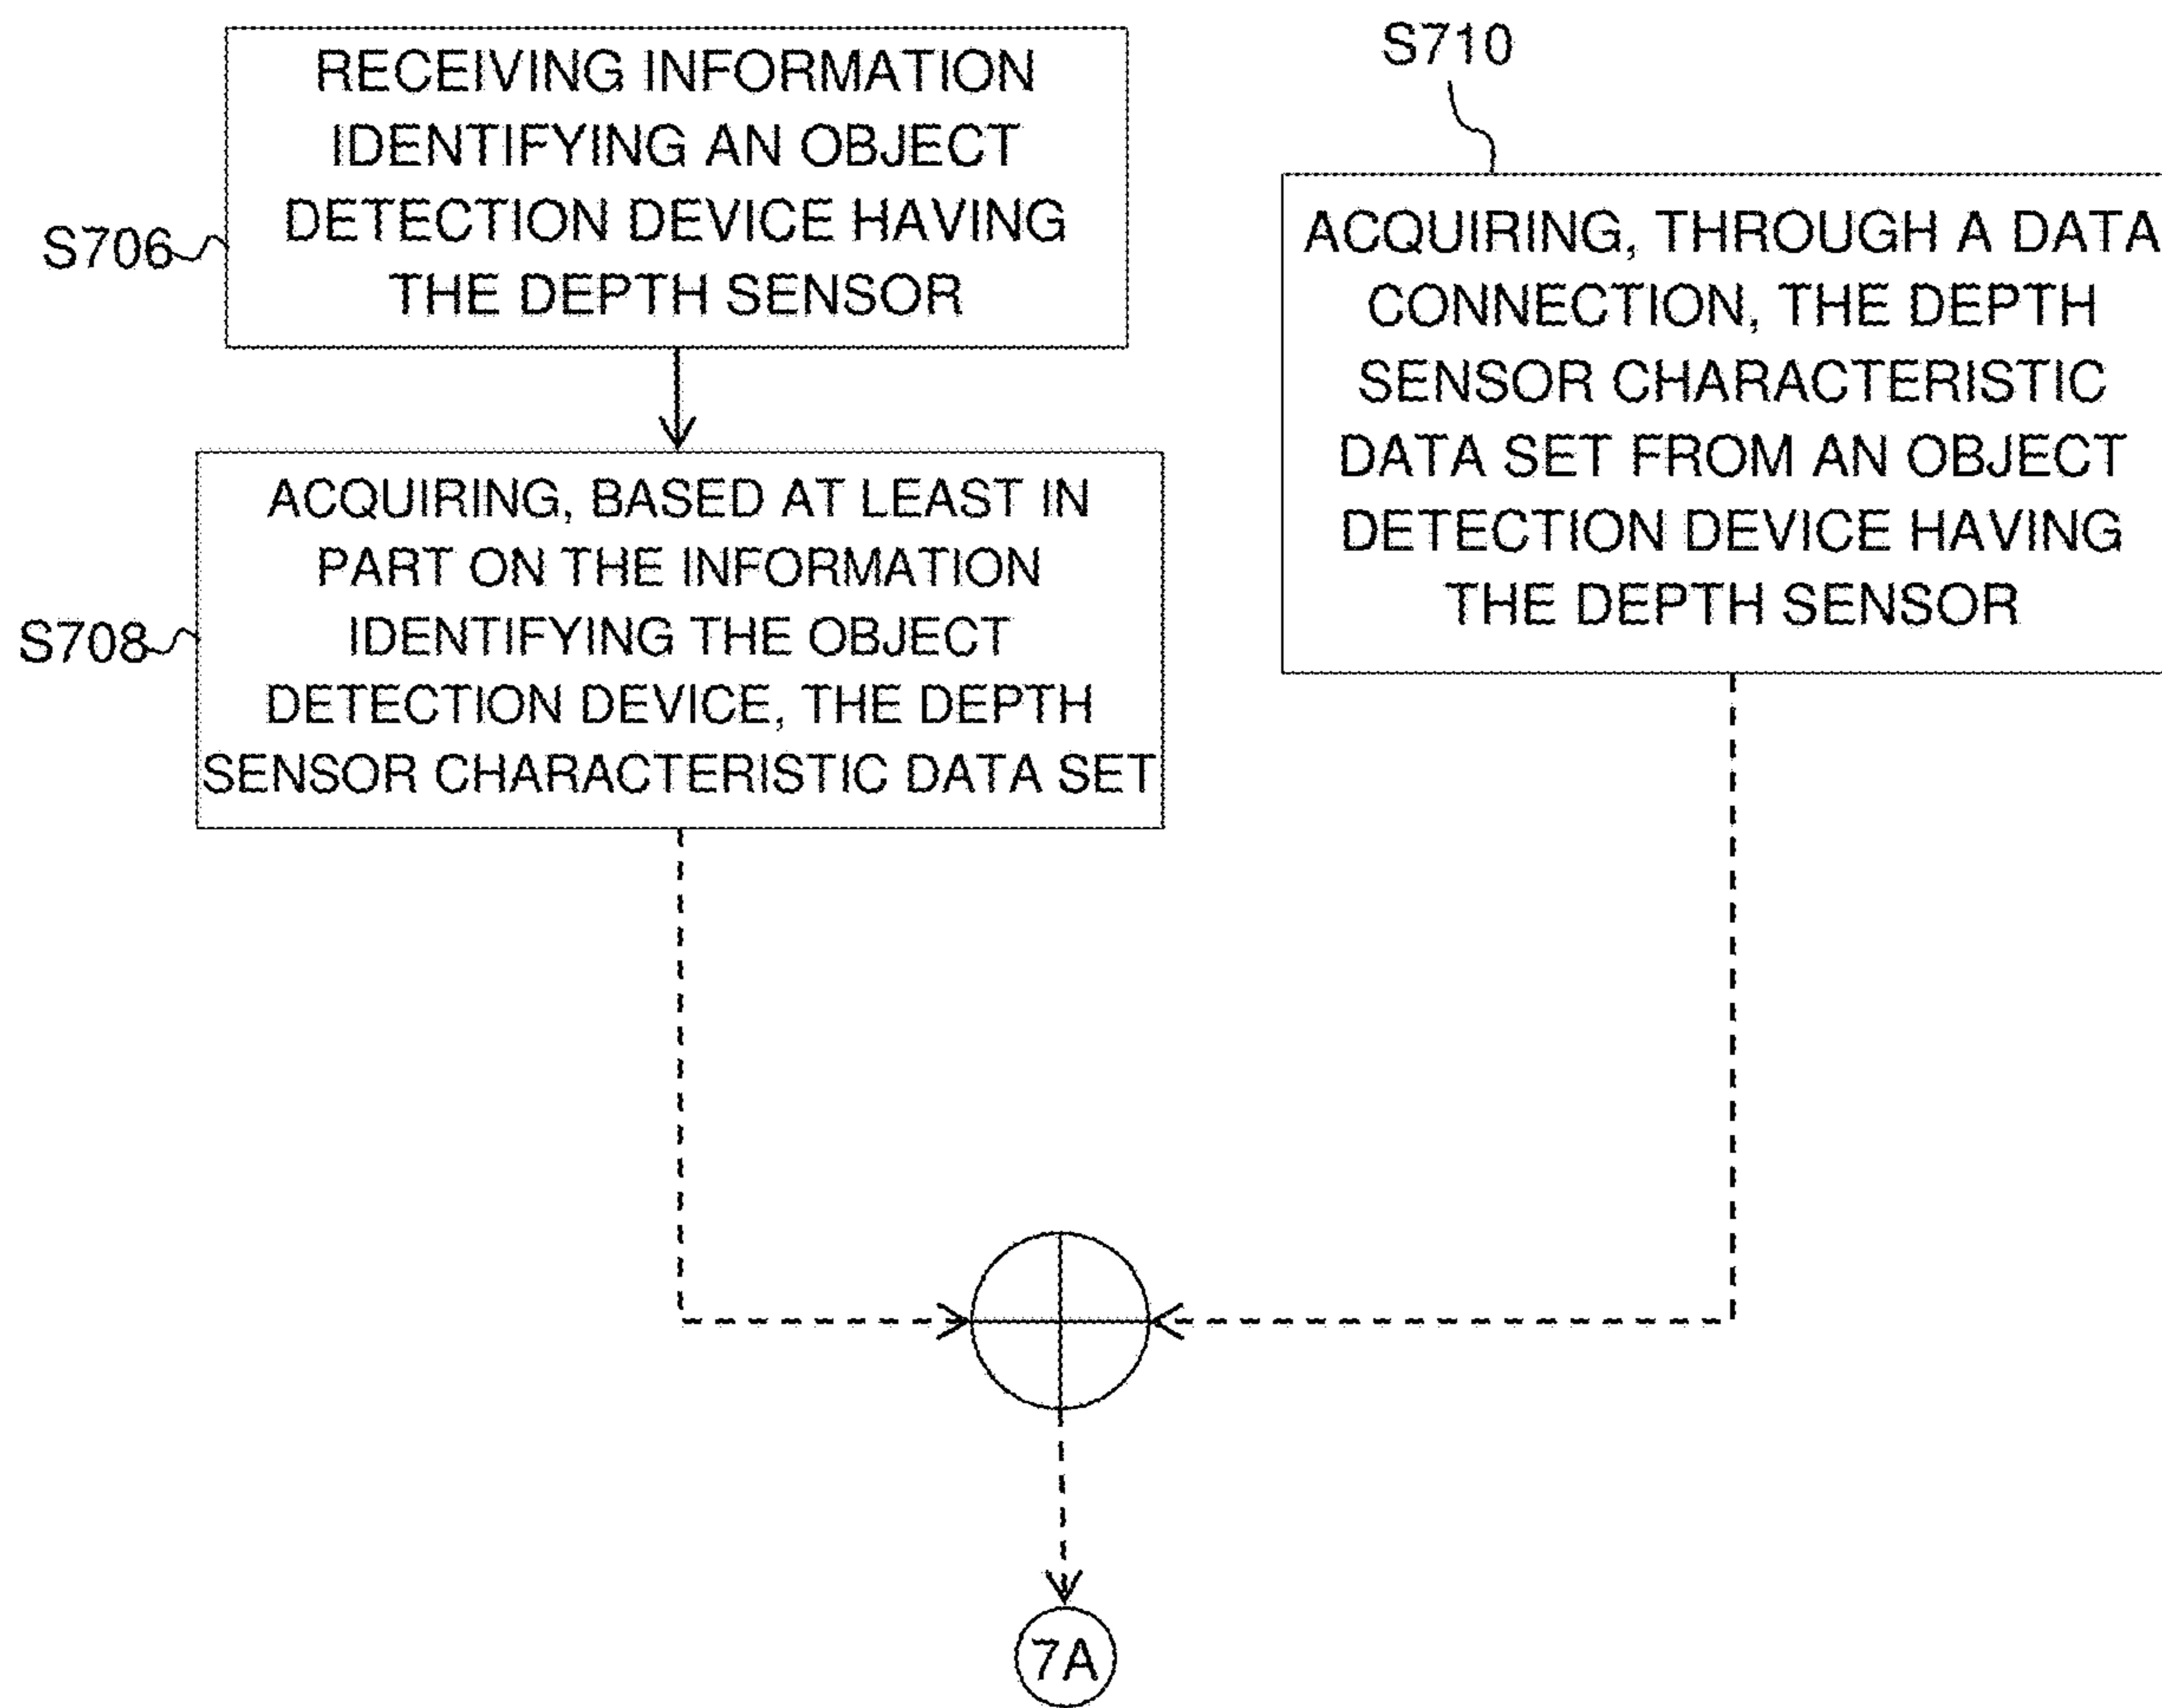 S706
RECEIVING INFORMATION
IDENTIFYING AN OBJECT
DETECTION DEVICE HAVING
THE DEPTH SENSOR
S708
ACQUIRING, BASED AT LEAST IN
PART ON THE INFORMATION
IDENTIFYING THE OBJECT
DETECTION DEVICE, THE DEPTH
SENSOR CHARACTERISTIC DATA SET
S710
ACQUIRING, THROUGH A DATA
CONNECTION, THE DEPTH
SENSOR CHARACTERISTIC
DATA SET FROM AN OBJECT
DETECTION DEVICE HAVING
THE DEPTH SENSOR
7A